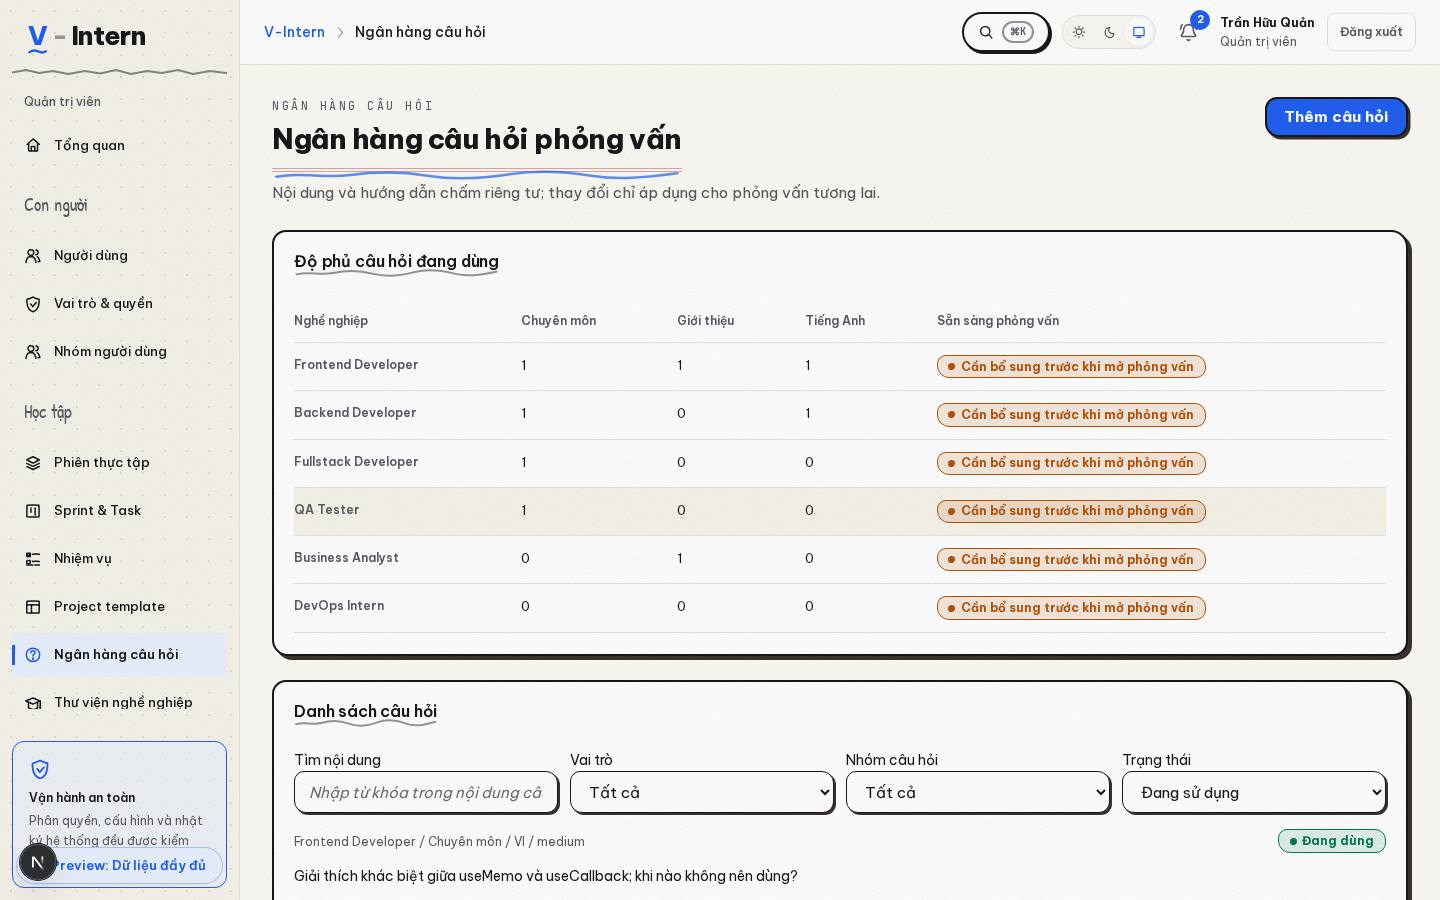 V - Intern
Quản trị viên
Tổng quan
Con người
Người dùng
Vai trò & quyền
Nhóm người dùng
Học tập
Phiên thực tập
Sprint & Task
Nhiệm vụ
Project template
Ngân hàng câu hỏi
Thư viện nghề nghiệp
Vận hành an toàn
Phân quyền, cấu hình và nhật
ký hệ thống đều được kiểm
N
Preview: Dữ liệu đầy đủ
V-Intern > Ngân hàng câu hỏi
⌘K
2
Trần Hữu Quản
Quản trị viên
Đăng xuất
NGÂN HÀNG CÂU HỎI
Ngân hàng câu hỏi phỏng vấn
Nội dung và hướng dẫn chấm riêng tư; thay đổi chỉ áp dụng cho phỏng vấn tương lai.
Thêm câu hỏi
Độ phủ câu hỏi đang dùng
Nghề nghiệp Chuyên môn Giới thiệu Tiếng Anh Sẵn sàng phỏng vấn
Frontend Developer 1 1 1 Cần bổ sung trước khi mở phỏng vấn
Backend Developer 1 0 1 Cần bổ sung trước khi mở phỏng vấn
Fullstack Developer 1 0 0 Cần bổ sung trước khi mở phỏng vấn
QA Tester 1 0 0 Cần bổ sung trước khi mở phỏng vấn
Business Analyst 0 1 0 Cần bổ sung trước khi mở phỏng vấn
DevOps Intern 0 0 0 Cần bổ sung trước khi mở phỏng vấn
Danh sách câu hỏi
Tìm nội dung Vai trò Nhóm câu hỏi Trạng thái
Nhập từ khóa trong nội dung câ Tất cả Tất cả Đang sử dụng
Frontend Developer / Chuyên môn / VI / medium Đang dùng
Giải thích khác biệt giữa useMemo và useCallback; khi nào không nên dùng?